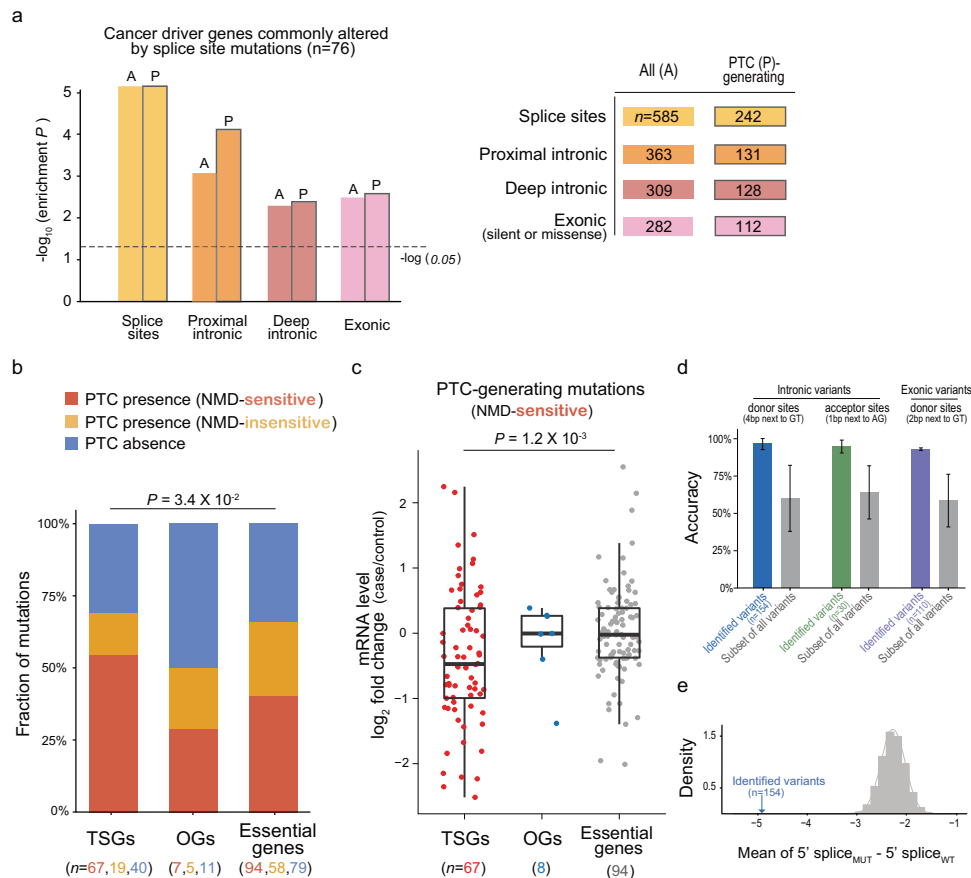 a
Cancer driver genes commonly altered
by splice site mutations (n=76)
-log10 (enrichment P)
5
4
3
2
1
0
A P
A P
A P
A P
-log (0.05)
Splice sites
Proximal intronic
Deep intronic
Exonic
All (A)
PTC (P)-generating
Splice sites n=585 242
Proximal intronic 363 131
Deep intronic 309 128
Exonic (silent or missense) 282 112
b
PTC presence (NMD-sensitive)
PTC presence (NMD-insensitive)
PTC absence
P = 3.4 X 10-2
Fraction of mutations
100%
75%
50%
25%
0%
TSGs
OGs
Essential genes
(n=67,19,40)
(7,5,11)
(94,58,79)
c
PTC-generating mutations
(NMD-sensitive)
P = 1.2 X 10-3
mRNA level
log2 fold change (case/control)
2
1
0
−1
−2
TSGs
OGs
Essential genes
(n=67)
(8)
(94)
d
Intronic variants
Exonic variants
donor sites (4bp next to GT)
acceptor sites (1bp next to AG)
donor sites (2bp next to GT)
Accuracy
100%
75%
50%
25%
0%
Identified variants (n=154)
Subset of all variants
Identified variants (n=30)
Subset of all variants
Identified variants (n=110)
Subset of all variants
e
Density
1.5
0.5
Identified variants
(n=154)
−5 −4 −3 −2 −1
Mean of 5' spliceMUT - 5' spliceWT